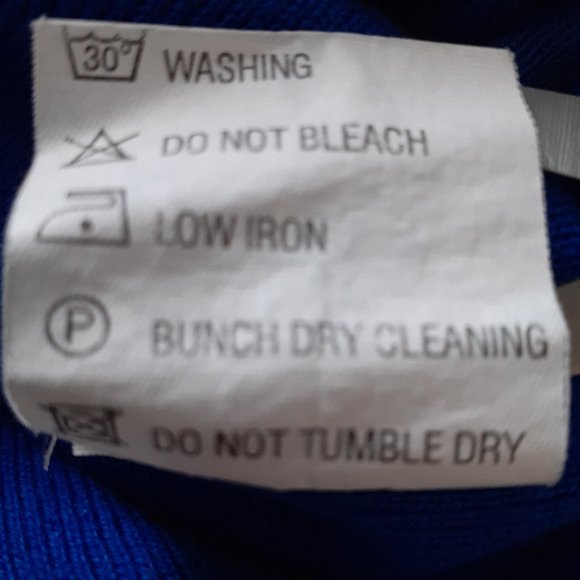 30° WASHING
DO NOT BLEACH
LOW IRON
P BUNCH DRY CLEANING
DO NOT TUMBLE DRY